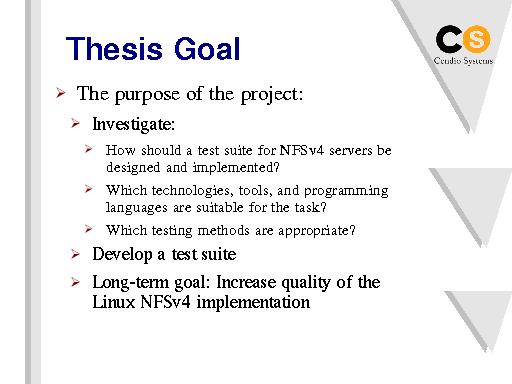 Thesis Goal
CS
Cendio Systems
The purpose of the project:
Investigate:
How should a test suite for NFSv4 servers be
designed and implemented?
Which technologies, tools, and programming
languages are suitable for the task?
Which testing methods are appropriate?
Develop a test suite
Long-term goal: Increase quality of the
Linux NFSv4 implementation